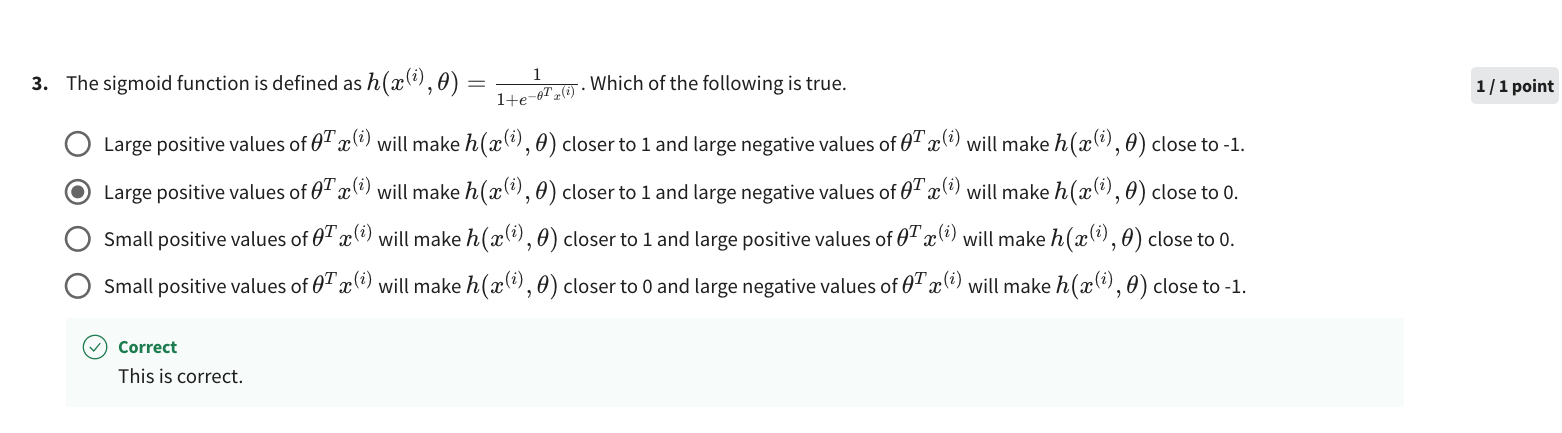 3. The sigmoid function is defined as $h(x^{(i)}, \theta) = \frac{1}{1+e^{-\theta^T x^{(i)}}}$. Which of the following is true.
1 / 1 point
Large positive values of $\theta^T x^{(i)}$ will make $h(x^{(i)}, \theta)$ closer to 1 and large negative values of $\theta^T x^{(i)}$ will make $h(x^{(i)}, \theta)$ close to -1.
Large positive values of $\theta^T x^{(i)}$ will make $h(x^{(i)}, \theta)$ closer to 1 and large negative values of $\theta^T x^{(i)}$ will make $h(x^{(i)}, \theta)$ close to 0.
Small positive values of $\theta^T x^{(i)}$ will make $h(x^{(i)}, \theta)$ closer to 1 and large positive values of $\theta^T x^{(i)}$ will make $h(x^{(i)}, \theta)$ close to 0.
Small positive values of $\theta^T x^{(i)}$ will make $h(x^{(i)}, \theta)$ closer to 0 and large negative values of $\theta^T x^{(i)}$ will make $h(x^{(i)}, \theta)$ close to -1.
Correct
This is correct.